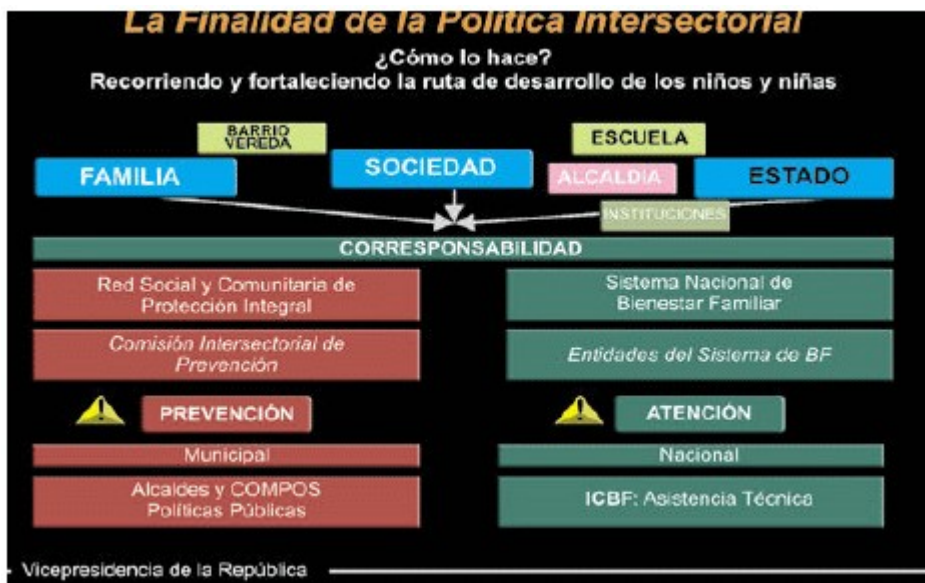 La Finalidad de la Política Intersectorial
¿Cómo lo hace?
Recorriendo y fortaleciendo la ruta de desarrollo de los niños y niñas
BARRIO
VEREDA
ESCUELA
FAMILIA
SOCIEDAD
ALCALDIA
ESTADO
INSTITUCIONES
CORRESPONSABILIDAD
Red Social y Comunitaria de
Protección Integral
Sistema Nacional de
Bienestar Familiar
Comisión Intersectorial de
Prevención
Entidades del Sistema de BF
PREVENCIÓN
ATENCIÓN
Municipal
Nacional
Alcaldes y COMPOS
Políticas Públicas
ICBF: Asistencia Técnica
Vicepresidencia de la República